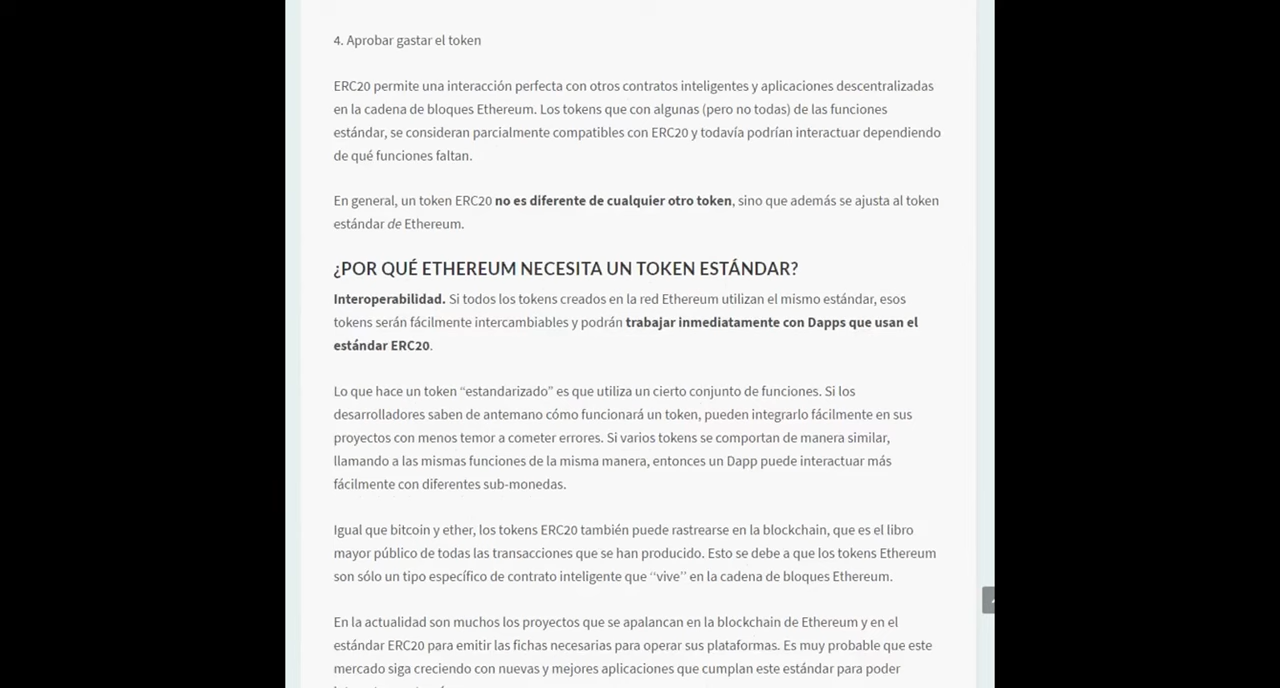 4. Aprobar gastar el token
ERC20 permite una interacción perfecta con otros contratos inteligentes y aplicaciones descentralizadas
en la cadena de bloques Ethereum. Los tokens que con algunas (pero no todas) de las funciones
estándar, se consideran parcialmente compatibles con ERC20 y todavía podrían interactuar dependiendo
de qué funciones faltan.
En general, un token ERC20 no es diferente de cualquier otro token, sino que además se ajusta al token
estándar de Ethereum.
¿POR QUÉ ETHEREUM NECESITA UN TOKEN ESTÁNDAR?
Interoperabilidad. Si todos los tokens creados en la red Ethereum utilizan el mismo estándar, esos
tokens serán fácilmente intercambiables y podrán trabajar inmediatamente con Dapps que usan el
estándar ERC20.
Lo que hace un token “estandarizado” es que utiliza un cierto conjunto de funciones. Si los
desarrolladores saben de antemano cómo funcionará un token, pueden integrarlo fácilmente en sus
proyectos con menos temor a cometer errores. Si varios tokens se comportan de manera similar,
llamando a las mismas funciones de la misma manera, entonces un Dapp puede interactuar más
fácilmente con diferentes sub-monedas.
Igual que bitcoin y ether, los tokens ERC20 también puede rastrearse en la blockchain, que es el libro
mayor público de todas las transacciones que se han producido. Esto se debe a que los tokens Ethereum
son sólo un tipo específico de contrato inteligente que ‘‘vive’’ en la cadena de bloques Ethereum.
En la actualidad son muchos los proyectos que se apalancan en la blockchain de Ethereum y en el
estándar ERC20 para emitir las fichas necesarias para operar sus plataformas. Es muy probable que este
mercado siga creciendo con nuevas y mejores aplicaciones que cumplan este estándar para poder